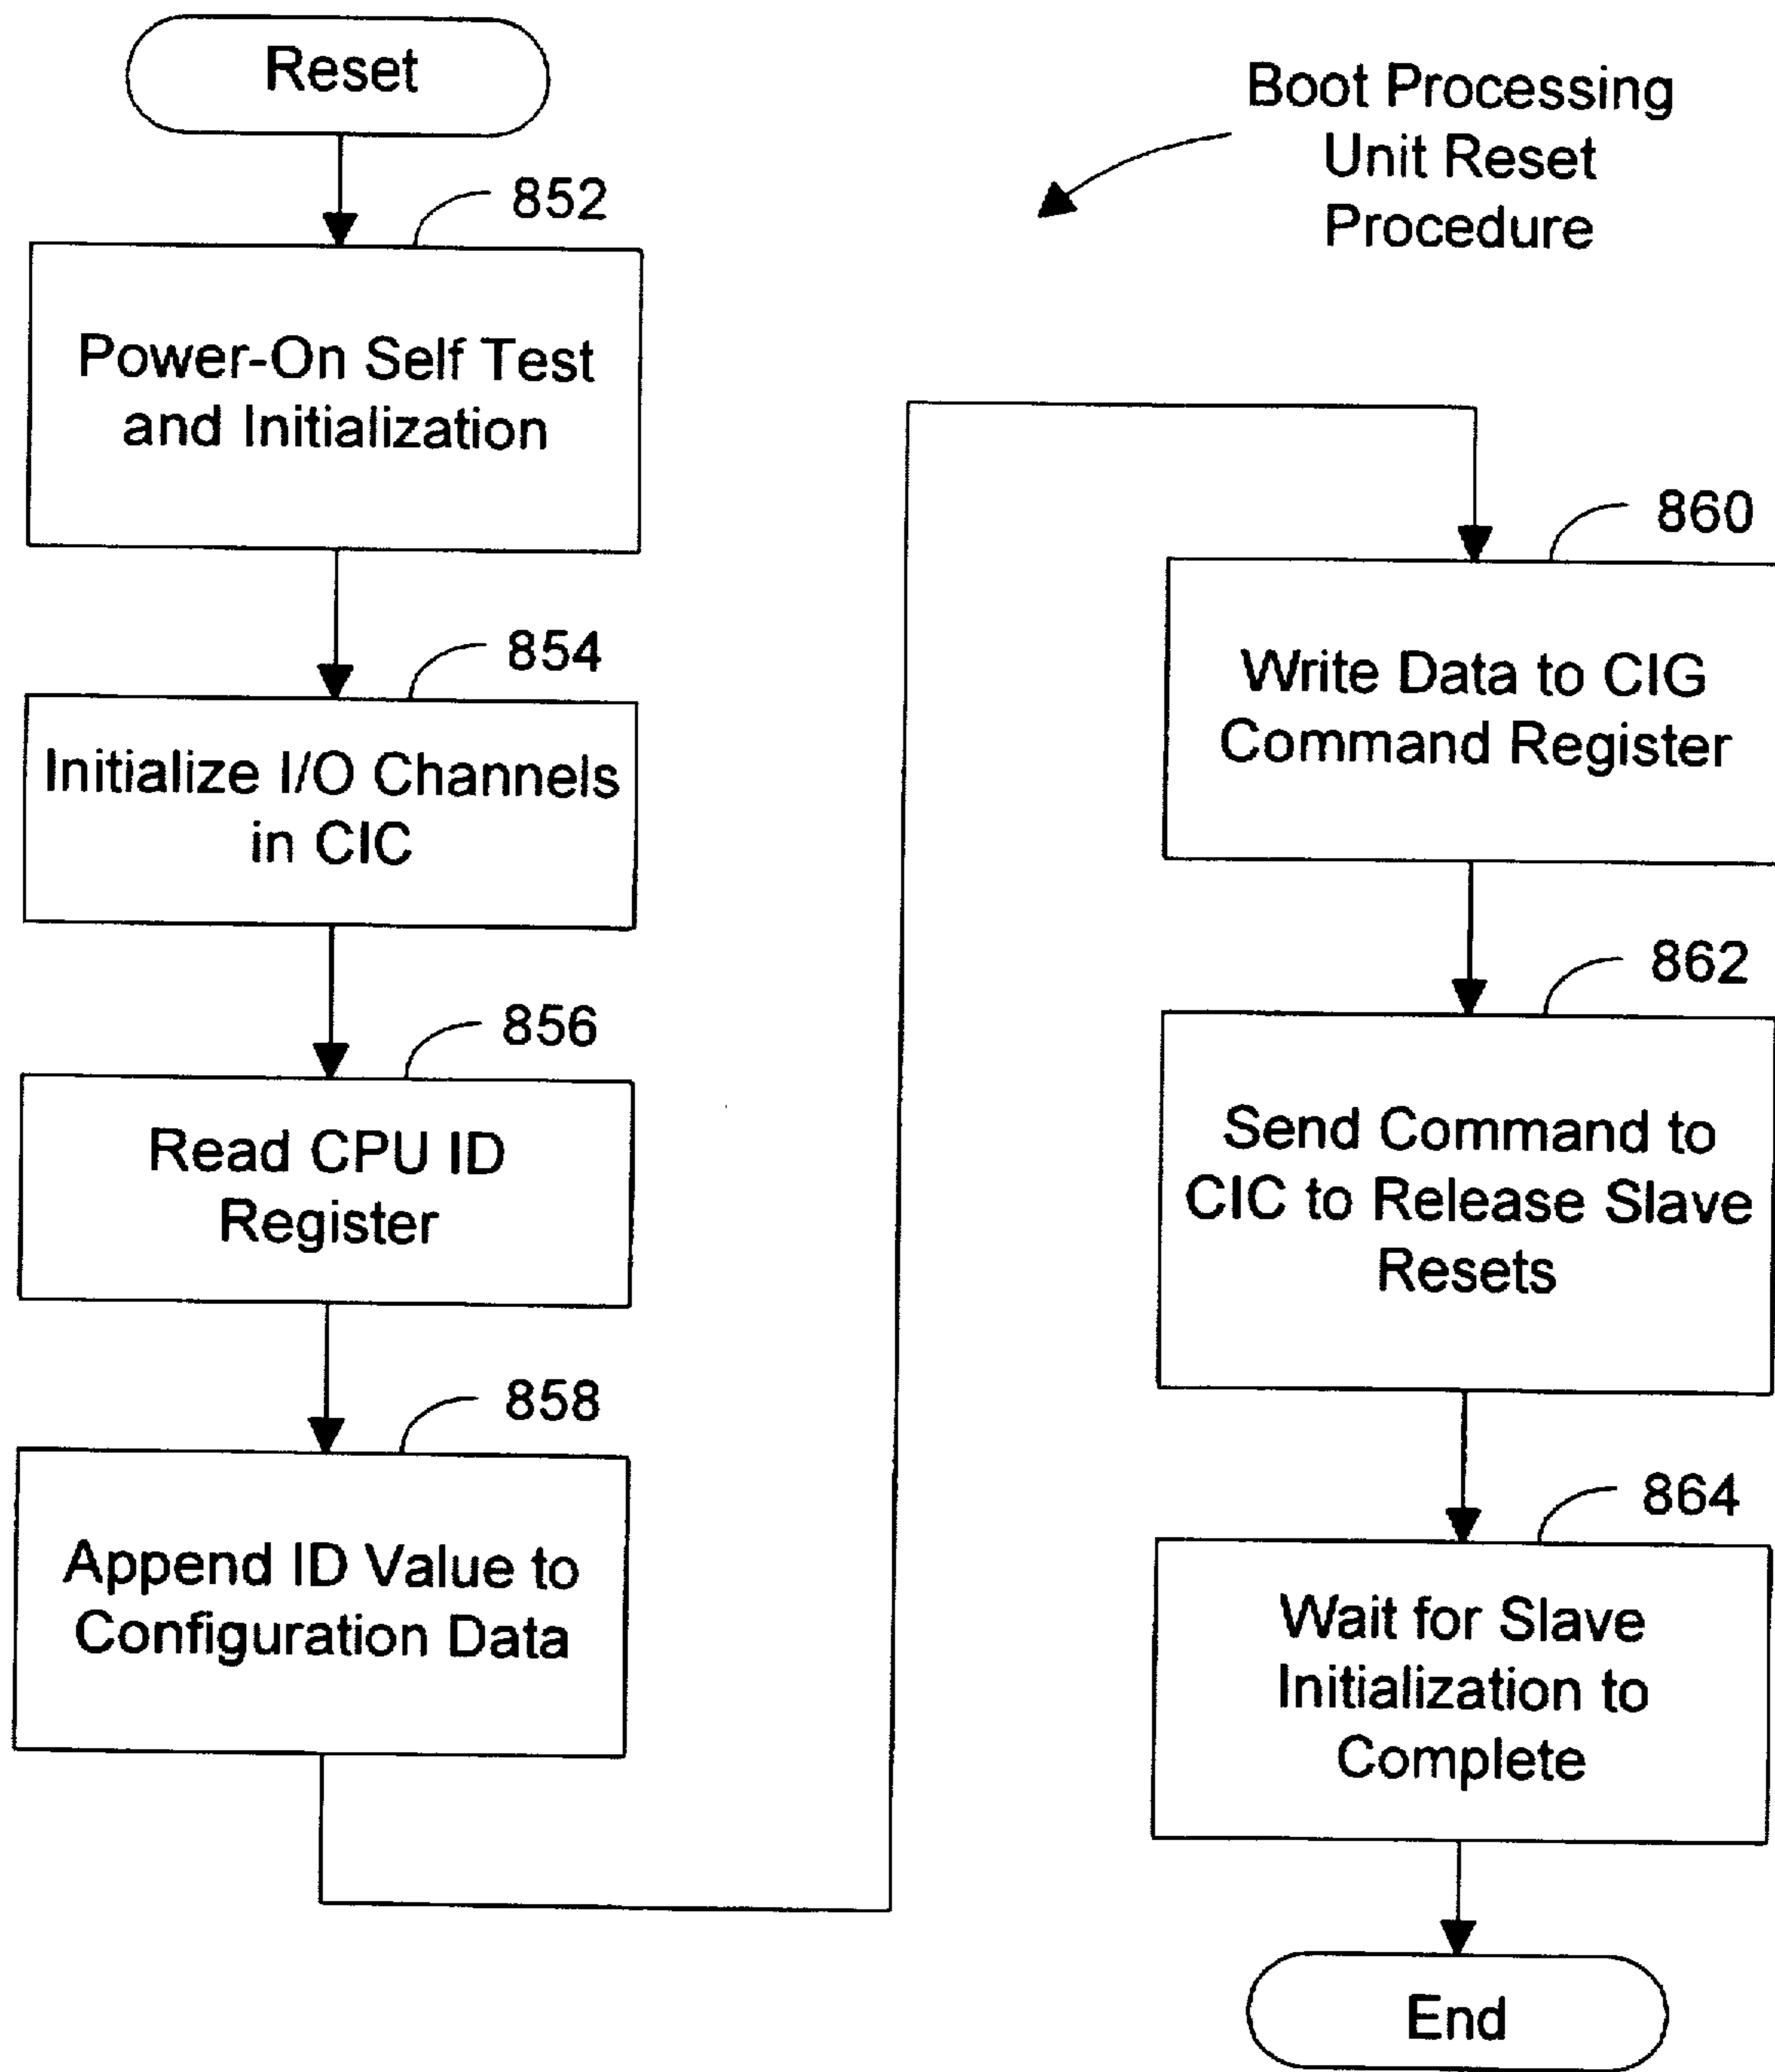 Reset
Boot Processing
Unit Reset
Procedure
852
Power-On Self Test
and Initialization
854
Initialize I/O Channels
in CIC
856
Read CPU ID
Register
858
Append ID Value to
Configuration Data
860
Write Data to CIG
Command Register
862
Send Command to
CIC to Release Slave
Resets
864
Wait for Slave
Initialization to
Complete
End